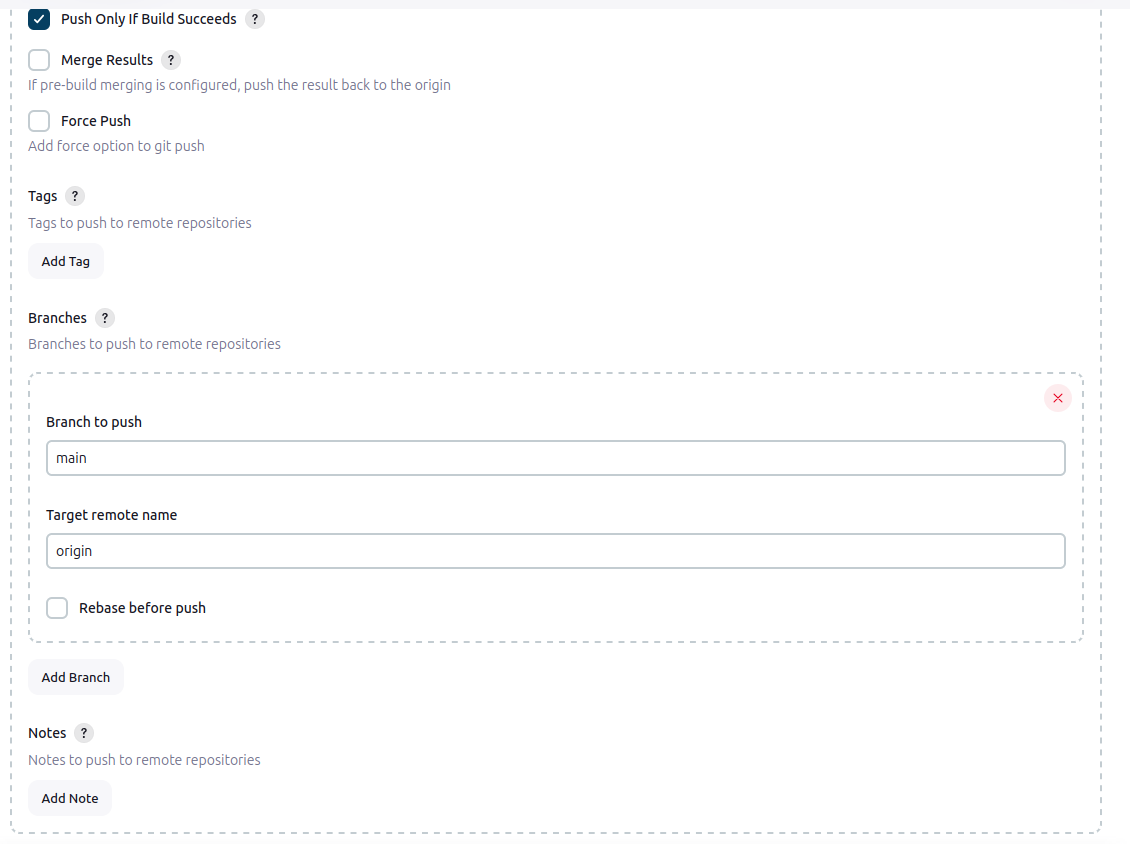 Push Only If Build Succeeds ?
Merge Results ?
If pre-build merging is configured, push the result back to the origin
Force Push
Add force option to git push
Tags ?
Tags to push to remote repositories
Add Tag
Branches ?
Branches to push to remote repositories
Branch to push
main
Target remote name
origin
Rebase before push
Add Branch
Notes ?
Notes to push to remote repositories
Add Note